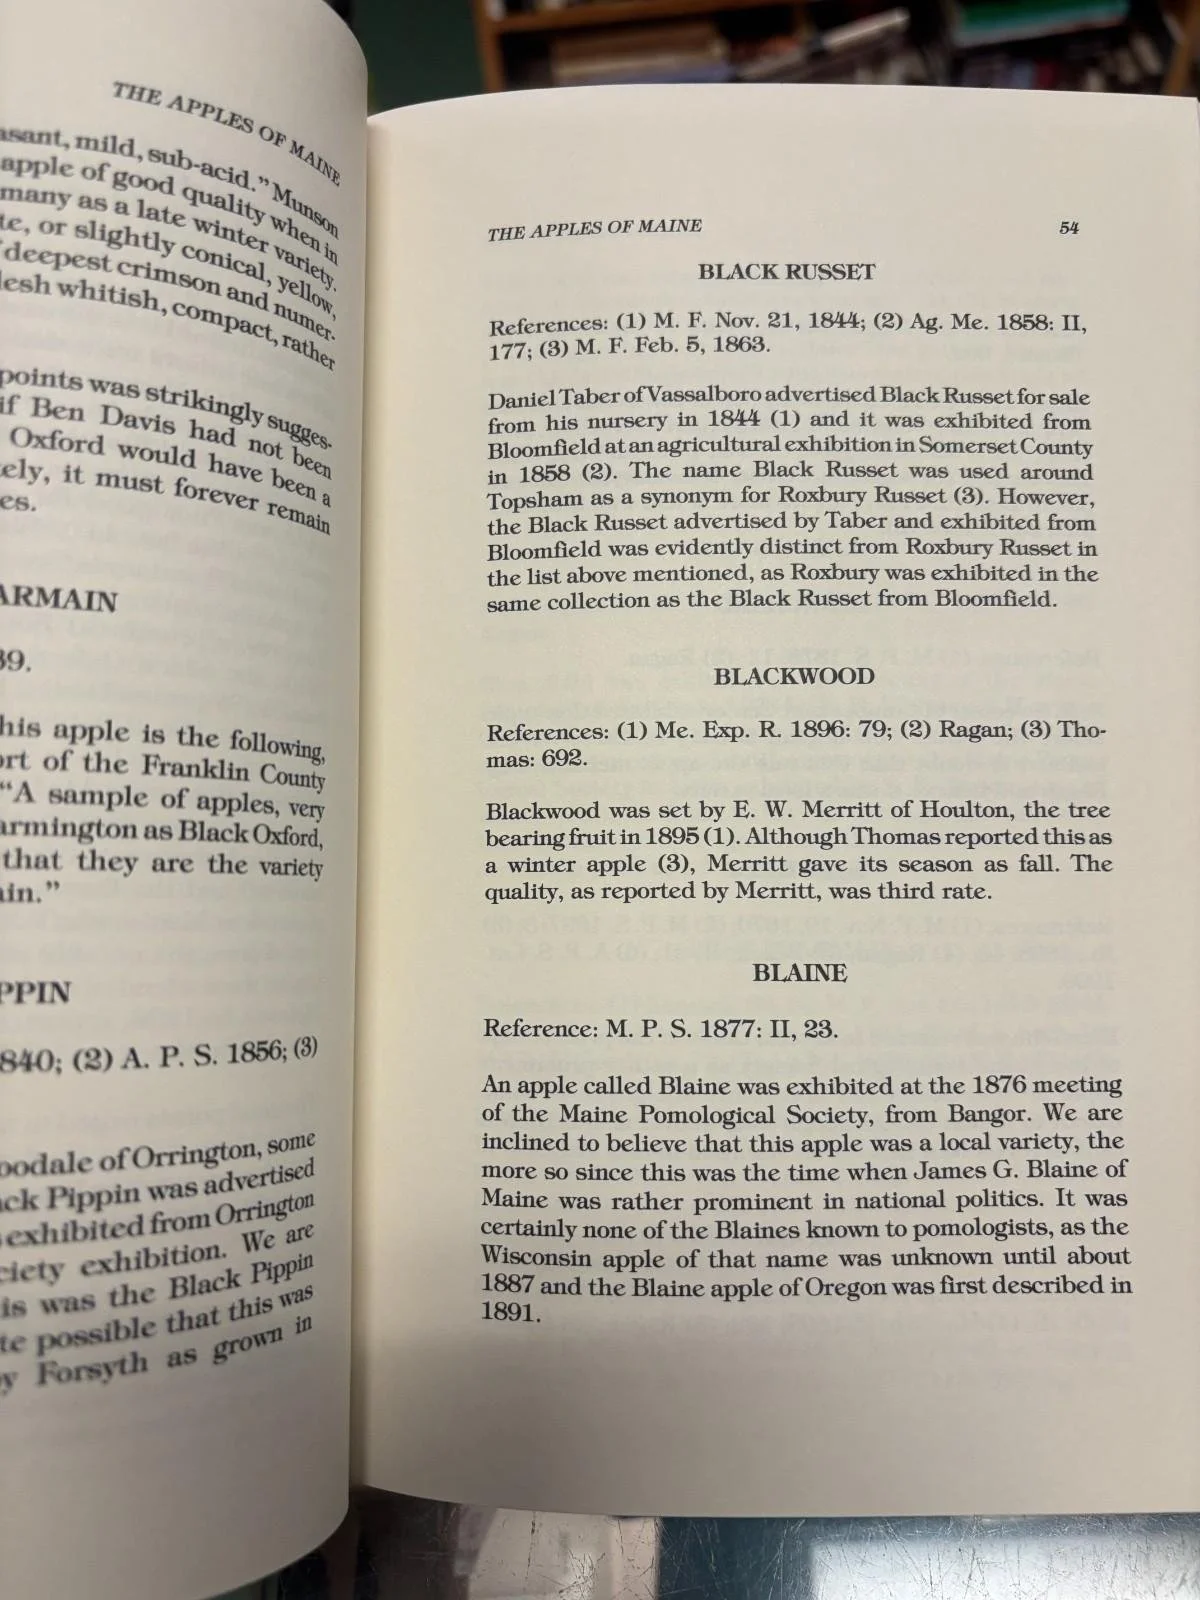 THE APPLES OF MAINE
asant, mild, sub-acid.” Munson
apple of good quality when in
many as a late winter variety.
te, or slightly conical, yellow,
deepest crimson and numer-
lesh whitish, compact, rather
points was strikingly sugges-
if Ben Davis had not been
Oxford would have been a
ely, it must forever remain
es.
ARMAIN
39.
his apple is the following,
ort of the Franklin County
“A sample of apples, very
armington as Black Oxford,
that they are the variety
ain.”
PPIN
840; (2) A. P. S. 1856; (3)
oodale of Orrington, some
ack Pippin was advertised
exhibited from Orrington
ciety exhibition. We are
is was the Black Pippin
te possible that this was
y Forsyth as grown in
THE APPLES OF MAINE 54
BLACK RUSSET
References: (1) M. F. Nov. 21, 1844; (2) Ag. Me. 1858: II,
177; (3) M. F. Feb. 5, 1863.
Daniel Taber of Vassalboro advertised Black Russet for sale
from his nursery in 1844 (1) and it was exhibited from
Bloomfield at an agricultural exhibition in Somerset County
in 1858 (2). The name Black Russet was used around
Topsham as a synonym for Roxbury Russet (3). However,
the Black Russet advertised by Taber and exhibited from
Bloomfield was evidently distinct from Roxbury Russet in
the list above mentioned, as Roxbury was exhibited in the
same collection as the Black Russet from Bloomfield.
BLACKWOOD
References: (1) Me. Exp. R. 1896: 79; (2) Ragan; (3) Tho-
mas: 692.
Blackwood was set by E. W. Merritt of Houlton, the tree
bearing fruit in 1895 (1). Although Thomas reported this as
a winter apple (3), Merritt gave its season as fall. The
quality, as reported by Merritt, was third rate.
BLAINE
Reference: M. P. S. 1877: II, 23.
An apple called Blaine was exhibited at the 1876 meeting
of the Maine Pomological Society, from Bangor. We are
inclined to believe that this apple was a local variety, the
more so since this was the time when James G. Blaine of
Maine was rather prominent in national politics. It was
certainly none of the Blaines known to pomologists, as the
Wisconsin apple of that name was unknown until about
1887 and the Blaine apple of Oregon was first described in
1891.